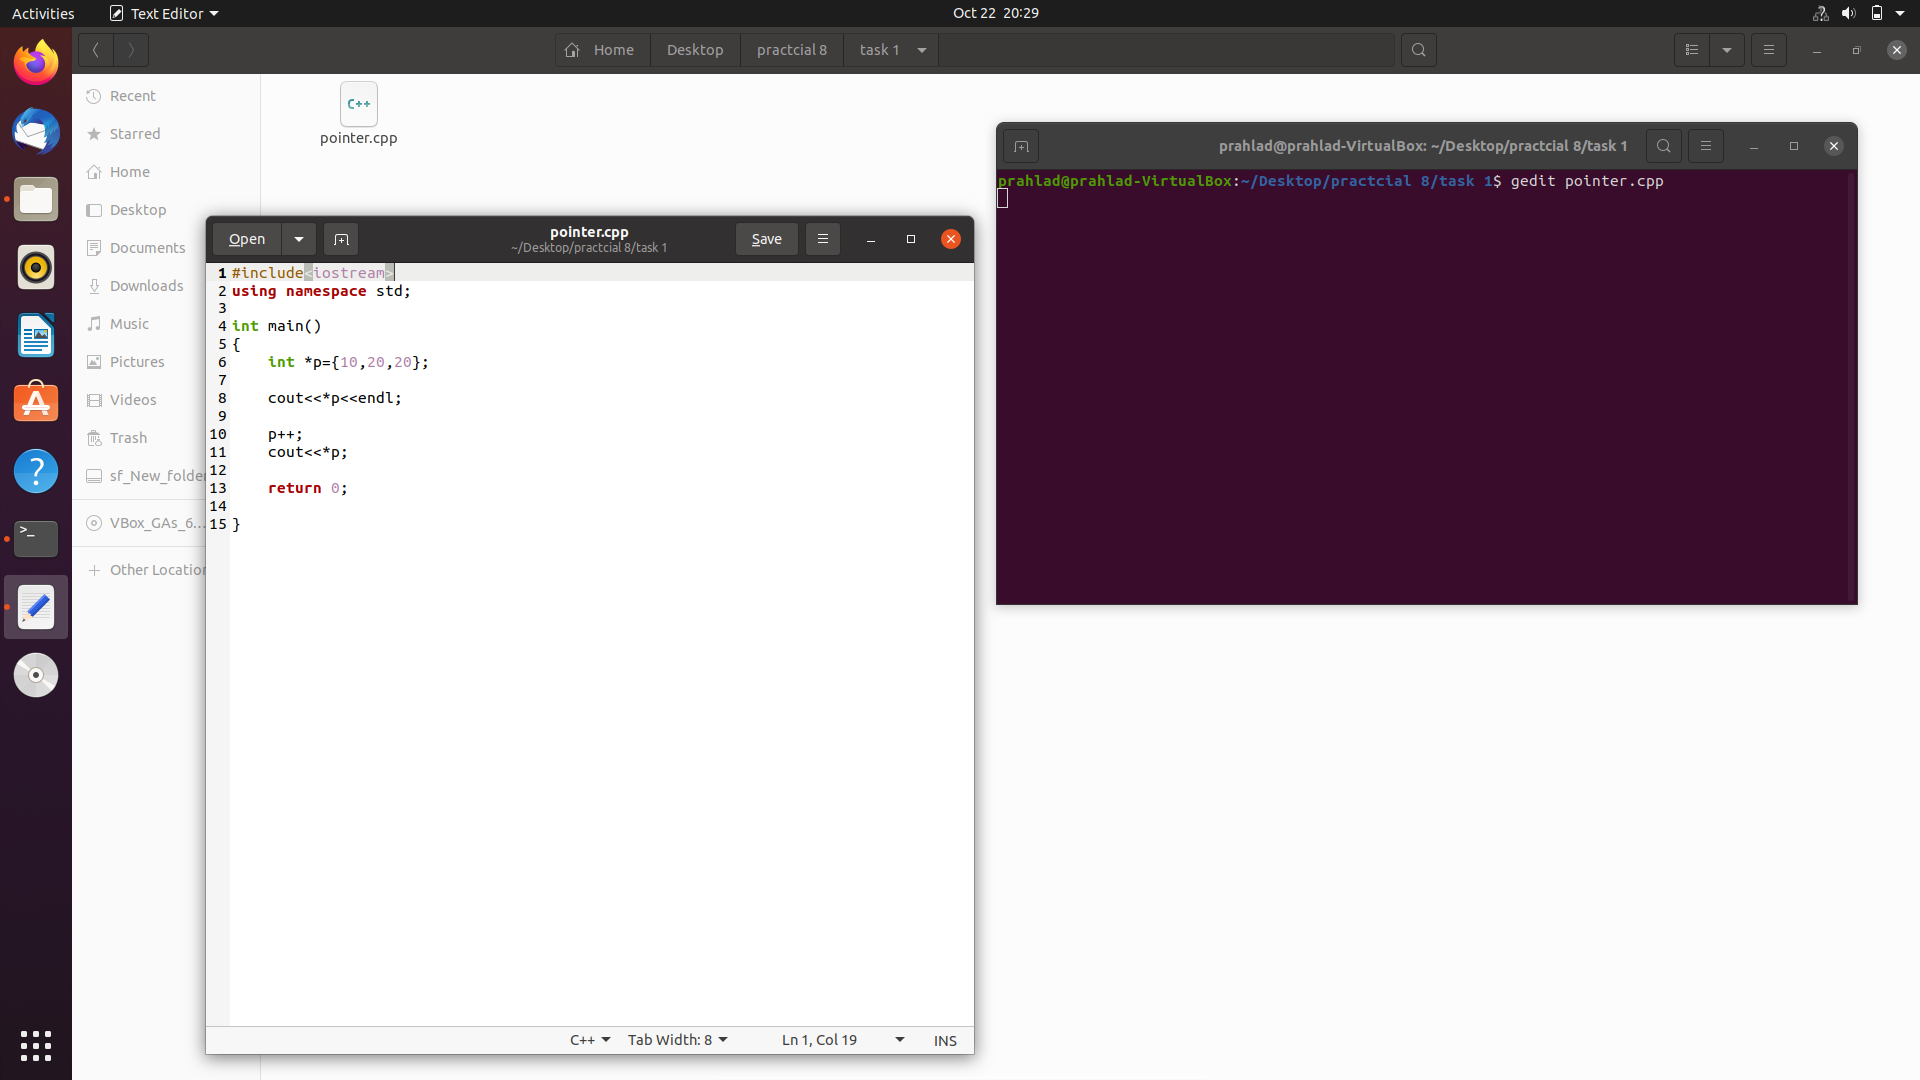 Activities
Text Editor
Oct 22 20:29
Home
Desktop
practcial 8
task 1
Recent
Starred
Home
Desktop
Documents
Downloads
Music
Pictures
Videos
Trash
sf_New_folder
VBox_GAs_6...
+ Other Location
C++
pointer.cpp
Open
pointer.cpp
~/Desktop/practcial 8/task 1
Save
1 #include<iostream>
2 using namespace std;
3
4 int main()
5 {
6     int *p={10,20,20};
7
8     cout<<*p<<endl;
9
10     p++;
11     cout<<*p;
12
13     return 0;
14
15 }
C++
Tab Width: 8
Ln 1, Col 19
INS
prahlad@prahlad-VirtualBox: ~/Desktop/practcial 8/task 1
prahlad@prahlad-VirtualBox:~/Desktop/practcial 8/task 1$ gedit pointer.cpp